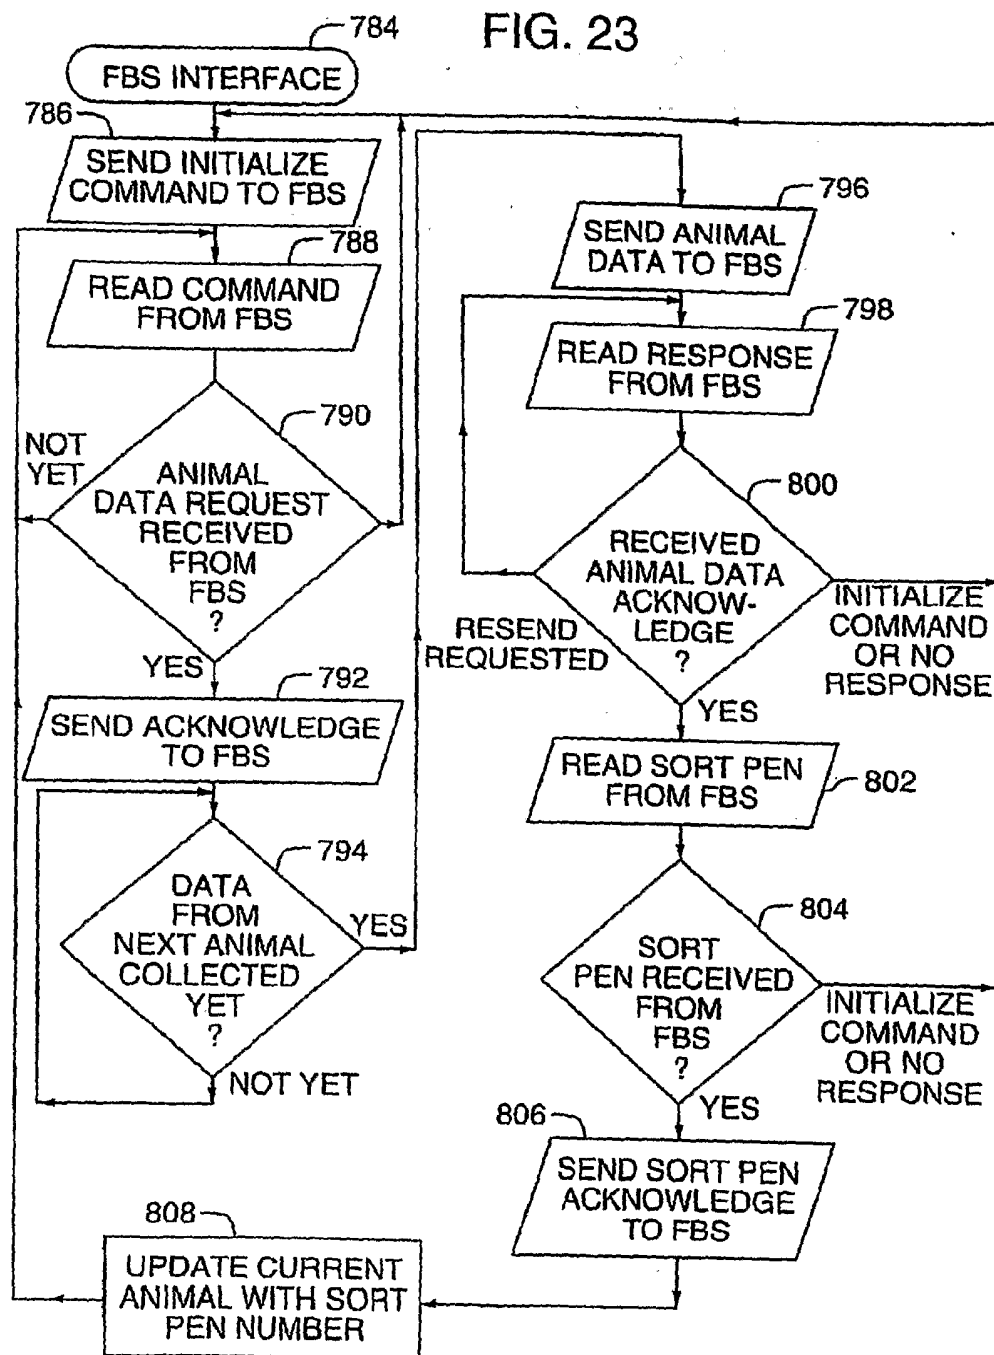 FIG. 23
784
FBS INTERFACE
786
SEND INITIALIZE
COMMAND TO FBS
788
READ COMMAND
FROM FBS
790
NOT
YET
ANIMAL
DATA REQUEST
RECEIVED
FROM
FBS
?
YES
792
SEND ACKNOWLEDGE
TO FBS
794
DATA
FROM
NEXT ANIMAL
COLLECTED
YET
?
YES
NOT YET
796
SEND ANIMAL
DATA TO FBS
798
READ RESPONSE
FROM FBS
800
RECEIVED
ANIMAL DATA
ACKNOW-
LEDGE
?
RESEND
REQUESTED
INITIALIZE
COMMAND
OR NO
RESPONSE
YES
READ SORT PEN
FROM FBS
802
804
SORT
PEN RECEIVED
FROM
FBS
?
INITIALIZE
COMMAND
OR NO
RESPONSE
YES
806
SEND SORT PEN
ACKNOWLEDGE
TO FBS
808
UPDATE CURRENT
ANIMAL WITH SORT
PEN NUMBER